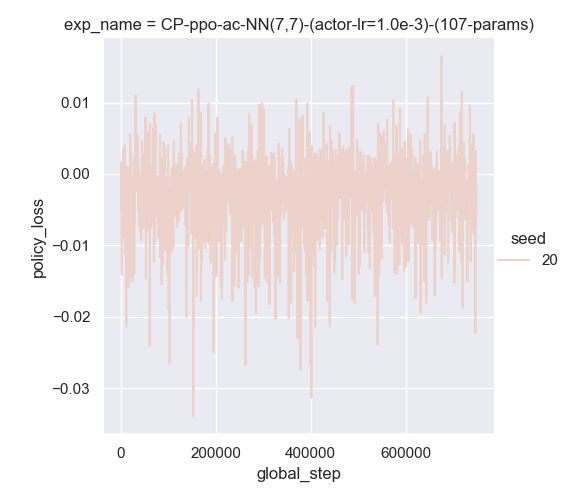 exp_name = CP-ppo-ac-NN(7,7)-(actor-lr=1.0e-3)-(107-params)
0.01
0.00
−0.01
−0.02
−0.03
policy_loss
0
200000
400000
600000
global_step
seed
20